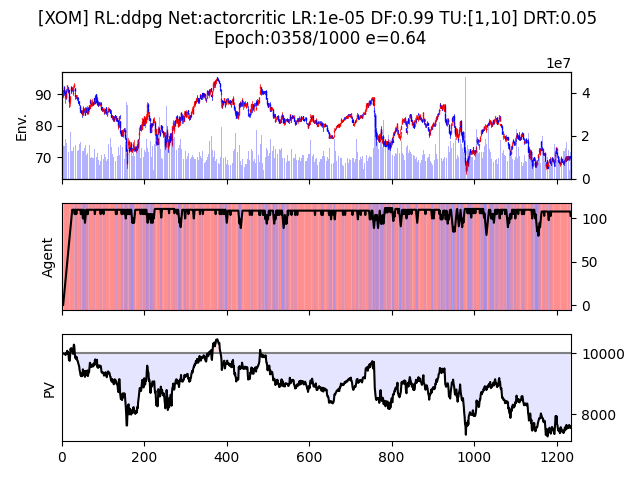 [XOM] RL:ddpg Net:actorcritic LR:1e-05 DF:0.99 TU:[1,10] DRT:0.05
Epoch:0358/1000 e=0.64
1e7
Env.
90
80
70
4
2
0
Agent
100
50
0
PV
10000
8000
0 200 400 600 800 1000 1200